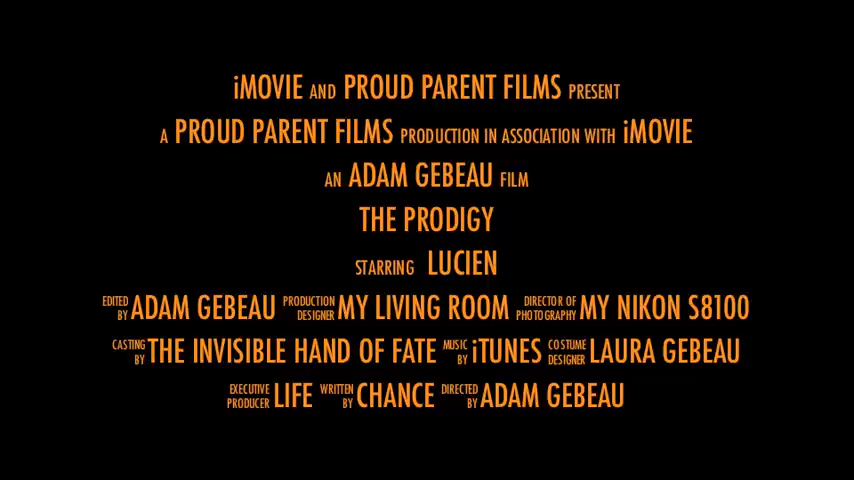 iMOVIE AND PROUD PARENT FILMS PRESENT
A PROUD PARENT FILMS PRODUCTION IN ASSOCIATION WITH iMOVIE
AN ADAM GEBEAU FILM
THE PRODIGY
STARRING LUCIEN
EDITED BY ADAM GEBEAU PRODUCTION DESIGNER MY LIVING ROOM DIRECTOR OF PHOTOGRAPHY MY NIKON S8100
CASTING BY THE INVISIBLE HAND OF FATE MUSIC BY iTUNES COSTUME DESIGNER LAURA GEBEAU
EXECUTIVE PRODUCER LIFE WRITTEN BY CHANCE DIRECTED BY ADAM GEBEAU